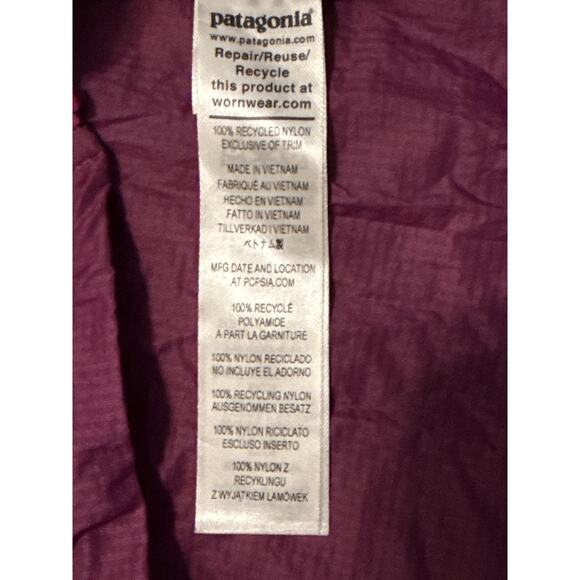 patagonia®
www.patagonia.com
Repair/Reuse/
Recycle
this product at
wornwear.com
100% RECYCLED NYLON
EXCLUSIVE OF TRIM
MADE IN VIETNAM
FABRIQUÉ AU VIETNAM
HECHO EN VIETNAM
FATTO IN VIETNAM
TILLVERKAD I VIETNAM
ベトナム製
MFG DATE AND LOCATION
AT PCPSIA.COM
100% RECYCLÉ
POLYAMIDE
A PART LA GARNITURE
100% NYLON RECICLADO
NO INCLUYE EL ADORNO
100% RECYCLING NYLON
AUSGENOMMEN BESATZ
100% NYLON RICICLATO
ESCLUSO INSERTO
100% NYLON Z
RECYKLINGU
Z WYJĄTKIEM LAMÓWEK